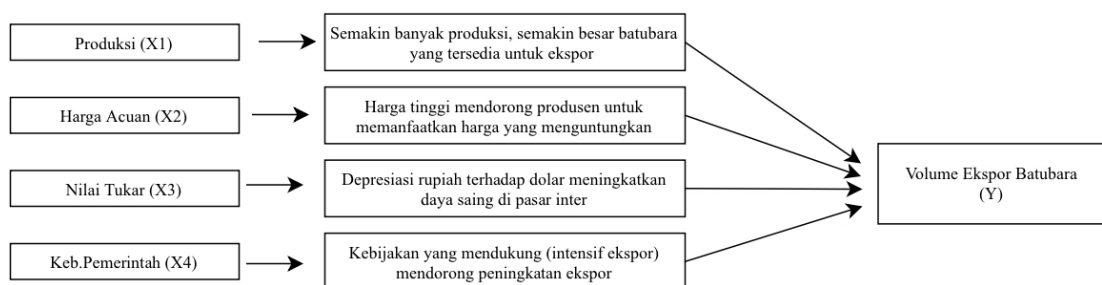 Produksi (X1)
Semakin banyak produksi, semakin besar batubara
yang tersedia untuk ekspor
Harga Acuan (X2)
Harga tinggi mendorong produsen untuk
memanfaatkan harga yang menguntungkan
Nilai Tukar (X3)
Depresiasi rupiah terhadap dolar meningkatkan
daya saing di pasar inter
Keb.Pemerintah (X4)
Kebijakan yang mendukung (intensif ekspor)
mendorong peningkatan ekspor
Volume Ekspor Batubara
(Y)